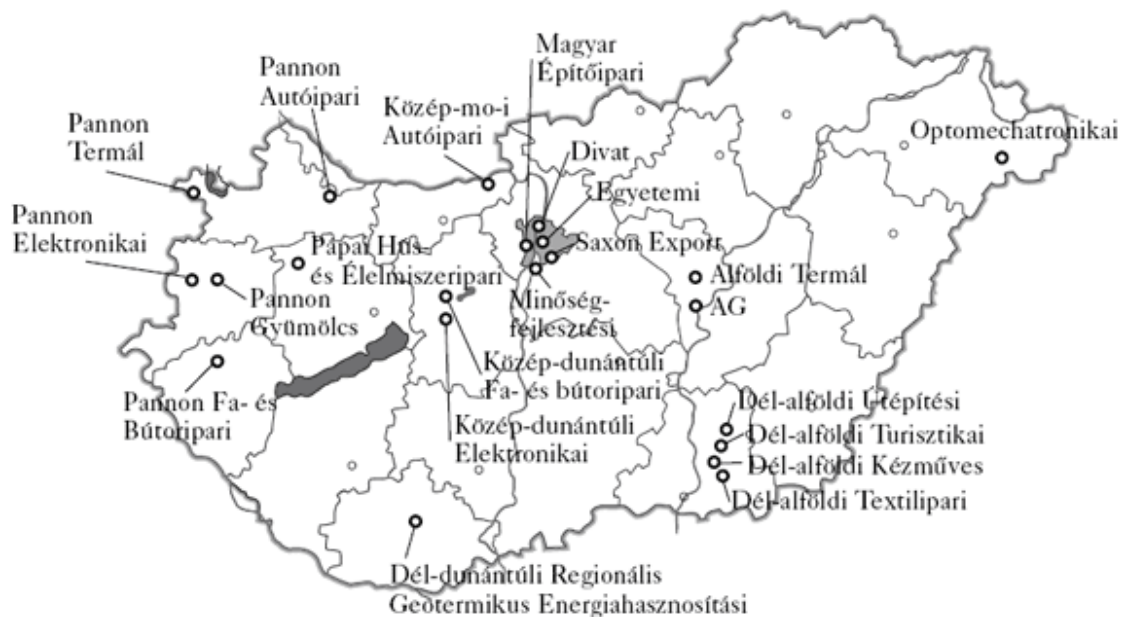 Magyar
Építőipari
Pannon
Autóipari
Közép-mo-i
Autóipari
Pannon
Termál
Optomechatronikai
Divat
Egyetemi
Pannon
Elektronikai
Pápai Hús-
és Élelmiszeripari
Saxon Export
Alföldi Termál
AG
Pannon
Gyümölcs
Minőség-
fejlesztési
Közép-dunántúli
Fa- és bútoripari
Pannon Fa- és
Bútoripari
Közép-dunántúli
Elektronikai
Dél-alföldi Útépítési
Dél-alföldi Turisztikai
Dél-alföldi Kézműves
Dél-alföldi Textilipari
Dél-dunántúli Regionális
Geotermikus Energiahasznosítási